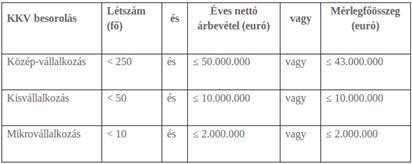 KKV besorolás Létszám (fő) és Éves nettó árbevétel (euró) vagy Mérlegfőösszeg (euró)
Közép-vállalkozás < 250 és ≤ 50.000.000 vagy ≤ 43.000.000
Kisvállalkozás < 50 és ≤ 10.000.000 vagy ≤ 10.000.000
Mikrovállalkozás < 10 és ≤ 2.000.000 vagy ≤ 2.000.000